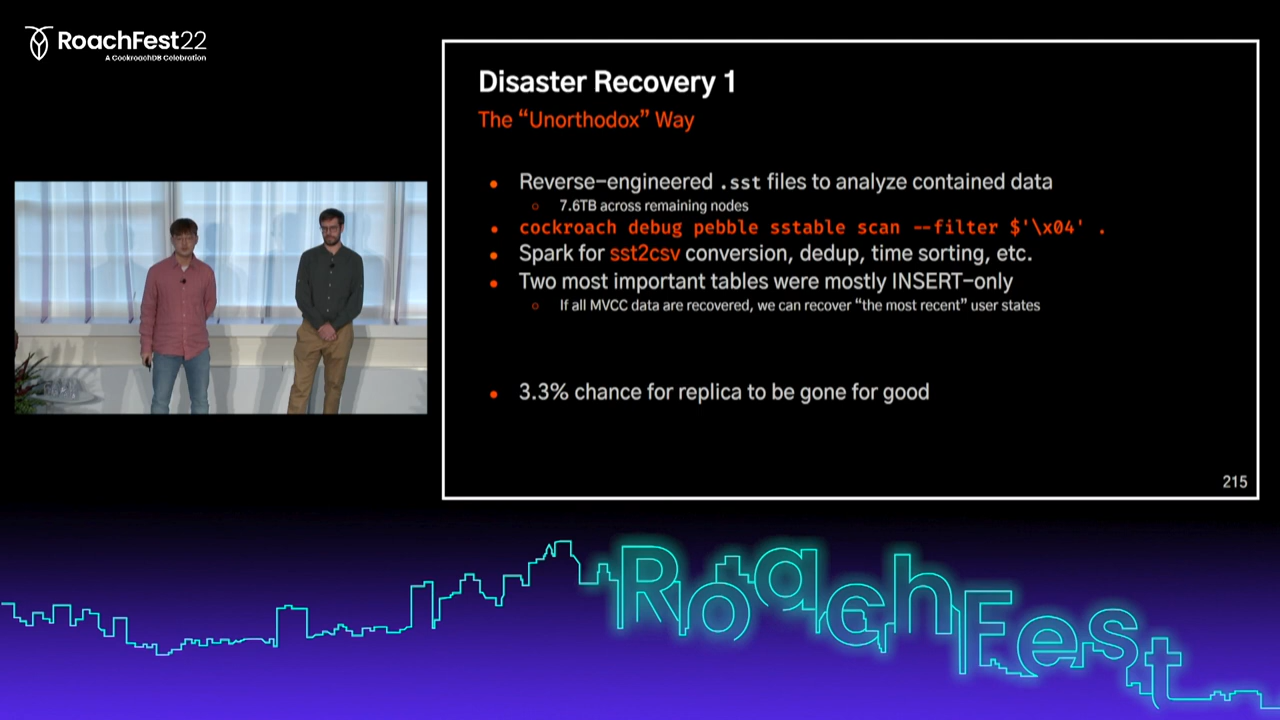 RoachFest22
A CockroachDB Celebration
Disaster Recovery 1
The “Unorthodox” Way
Reverse-engineered .sst files to analyze contained data
7.6TB across remaining nodes
cockroach debug pebble sstable scan --filter $'\x04' .
Spark for sst2csv conversion, dedup, time sorting, etc.
Two most important tables were mostly INSERT-only
If all MVCC data are recovered, we can recover “the most recent” user states
3.3% chance for replica to be gone for good
215
RoachFest